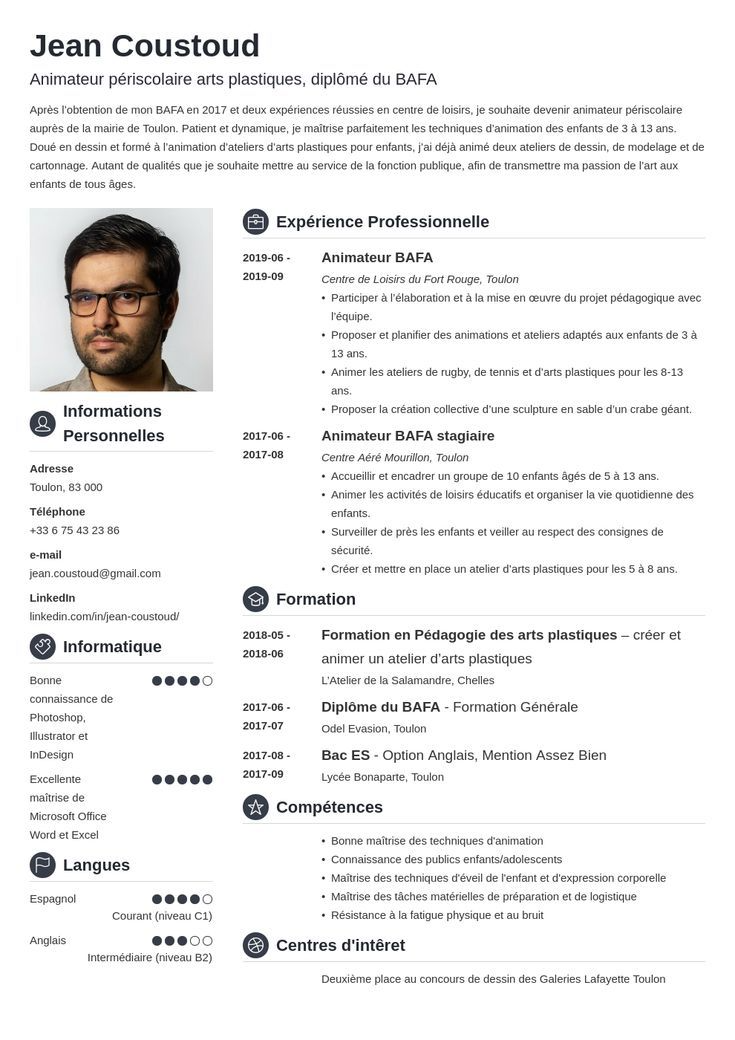 Jean Coustoud
Animateur périscolaire arts plastiques, diplômé du BAFA
Après l’obtention de mon BAFA en 2017 et deux expériences réussies en centre de loisirs, je souhaite devenir animateur périscolaire
auprès de la mairie de Toulon. Patient et dynamique, je maîtrise parfaitement les techniques d’animation des enfants de 3 à 13 ans.
Doué en dessin et formé à l’animation d’ateliers d’arts plastiques pour enfants, j’ai déjà animé deux ateliers de dessin, de modelage et de
cartonnage. Autant de qualités que je souhaite mettre au service de la fonction publique, afin de transmettre ma passion de l’art aux
enfants de tous âges.
Informations
Personnelles
Adresse
Toulon, 83 000
Téléphone
+33 6 75 43 23 86
e-mail
jean.coustoud@gmail.com
LinkedIn
linkedin.com/in/jean-coustoud/
Informatique
Bonne
connaissance de
Photoshop,
Illustrator et
InDesign
Excellente
maîtrise de
Microsoft Office
Word et Excel
Langues
Espagnol
Courant (niveau C1)
Anglais
Intermédiaire (niveau B2)
Expérience Professionnelle
2019-06 -
2019-09
Animateur BAFA
Centre de Loisirs du Fort Rouge, Toulon
• Participer à l’élaboration et à la mise en œuvre du projet pédagogique avec
l’équipe.
• Proposer et planifier des animations et ateliers adaptés aux enfants de 3 à
13 ans.
• Animer les ateliers de rugby, de tennis et d’arts plastiques pour les 8-13
ans.
• Proposer la création collective d’une sculpture en sable d’un crabe géant.
2017-06 -
2017-08
Animateur BAFA stagiaire
Centre Aéré Mourillon, Toulon
• Accueillir et encadrer un groupe de 10 enfants âgés de 5 à 13 ans.
• Animer les activités de loisirs éducatifs et organiser la vie quotidienne des
enfants.
• Surveiller de près les enfants et veiller au respect des consignes de
sécurité.
• Créer et mettre en place un atelier d’arts plastiques pour les 5 à 8 ans.
Formation
2018-05 -
2018-06
Formation en Pédagogie des arts plastiques – créer et
animer un atelier d’arts plastiques
L’Atelier de la Salamandre, Chelles
2017-06 -
2017-07
Diplôme du BAFA - Formation Générale
Odel Evasion, Toulon
2017-08 -
2017-09
Bac ES - Option Anglais, Mention Assez Bien
Lycée Bonaparte, Toulon
Compétences
• Bonne maîtrise des techniques d'animation
• Connaissance des publics enfants/adolescents
• Maîtrise des techniques d'éveil de l'enfant et d'expression corporelle
• Maîtrise des tâches matérielles de préparation et de logistique
• Résistance à la fatigue physique et au bruit
Centres d'intêret
Deuxième place au concours de dessin des Galeries Lafayette Toulon